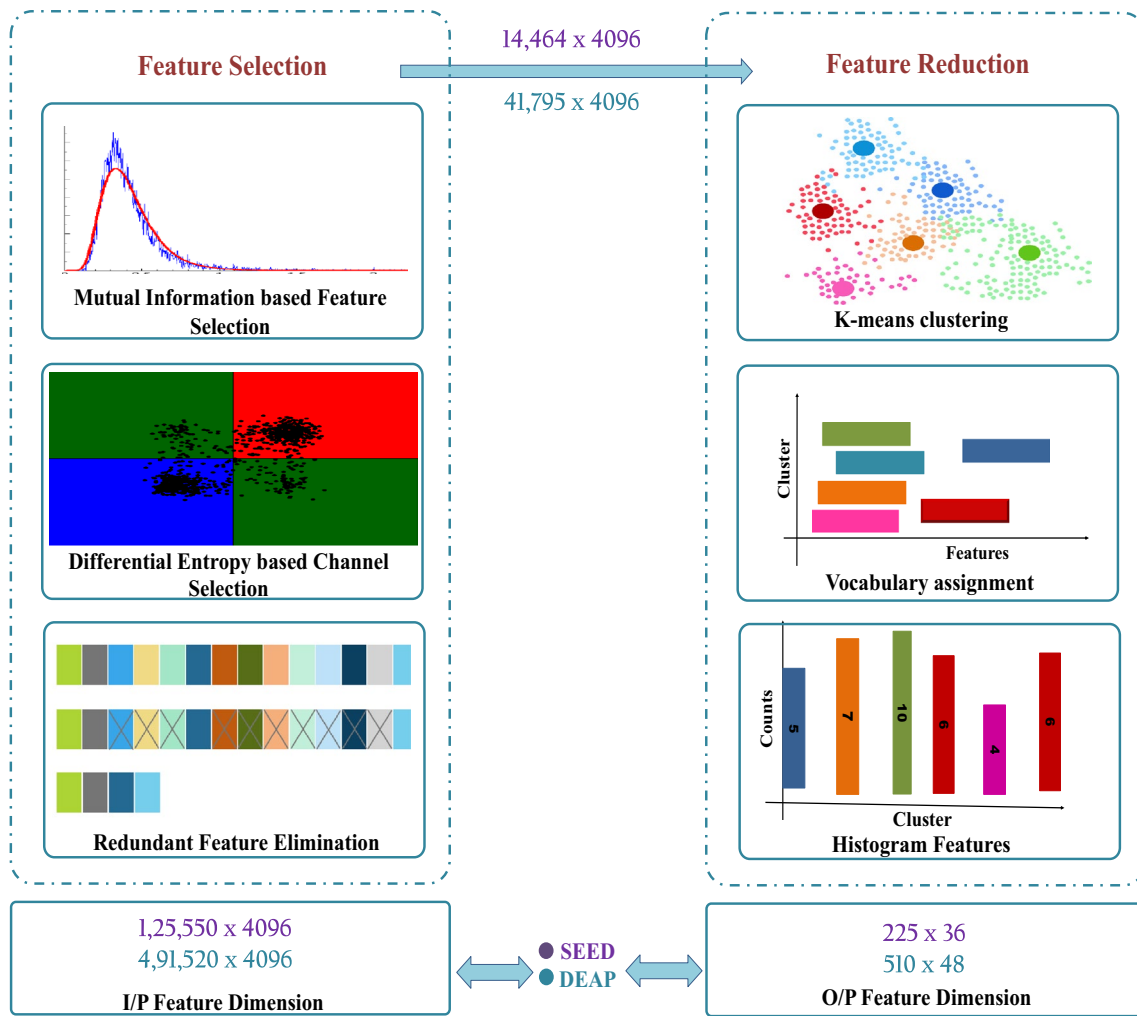 Feature Selection
14,464 x 4096
41,795 x 4096
Feature Reduction
Mutual Information based Feature
Selection
K-means clustering
Differential Entropy based Channel
Selection
Cluster
Features
Vocabulary assignment
Redundant Feature Elimination
Counts
5
7
10
6
4
6
Cluster
Histogram Features
1,25,550 x 4096
4,91,520 x 4096
I/P Feature Dimension
SEED
DEAP
225 x 36
510 x 48
O/P Feature Dimension